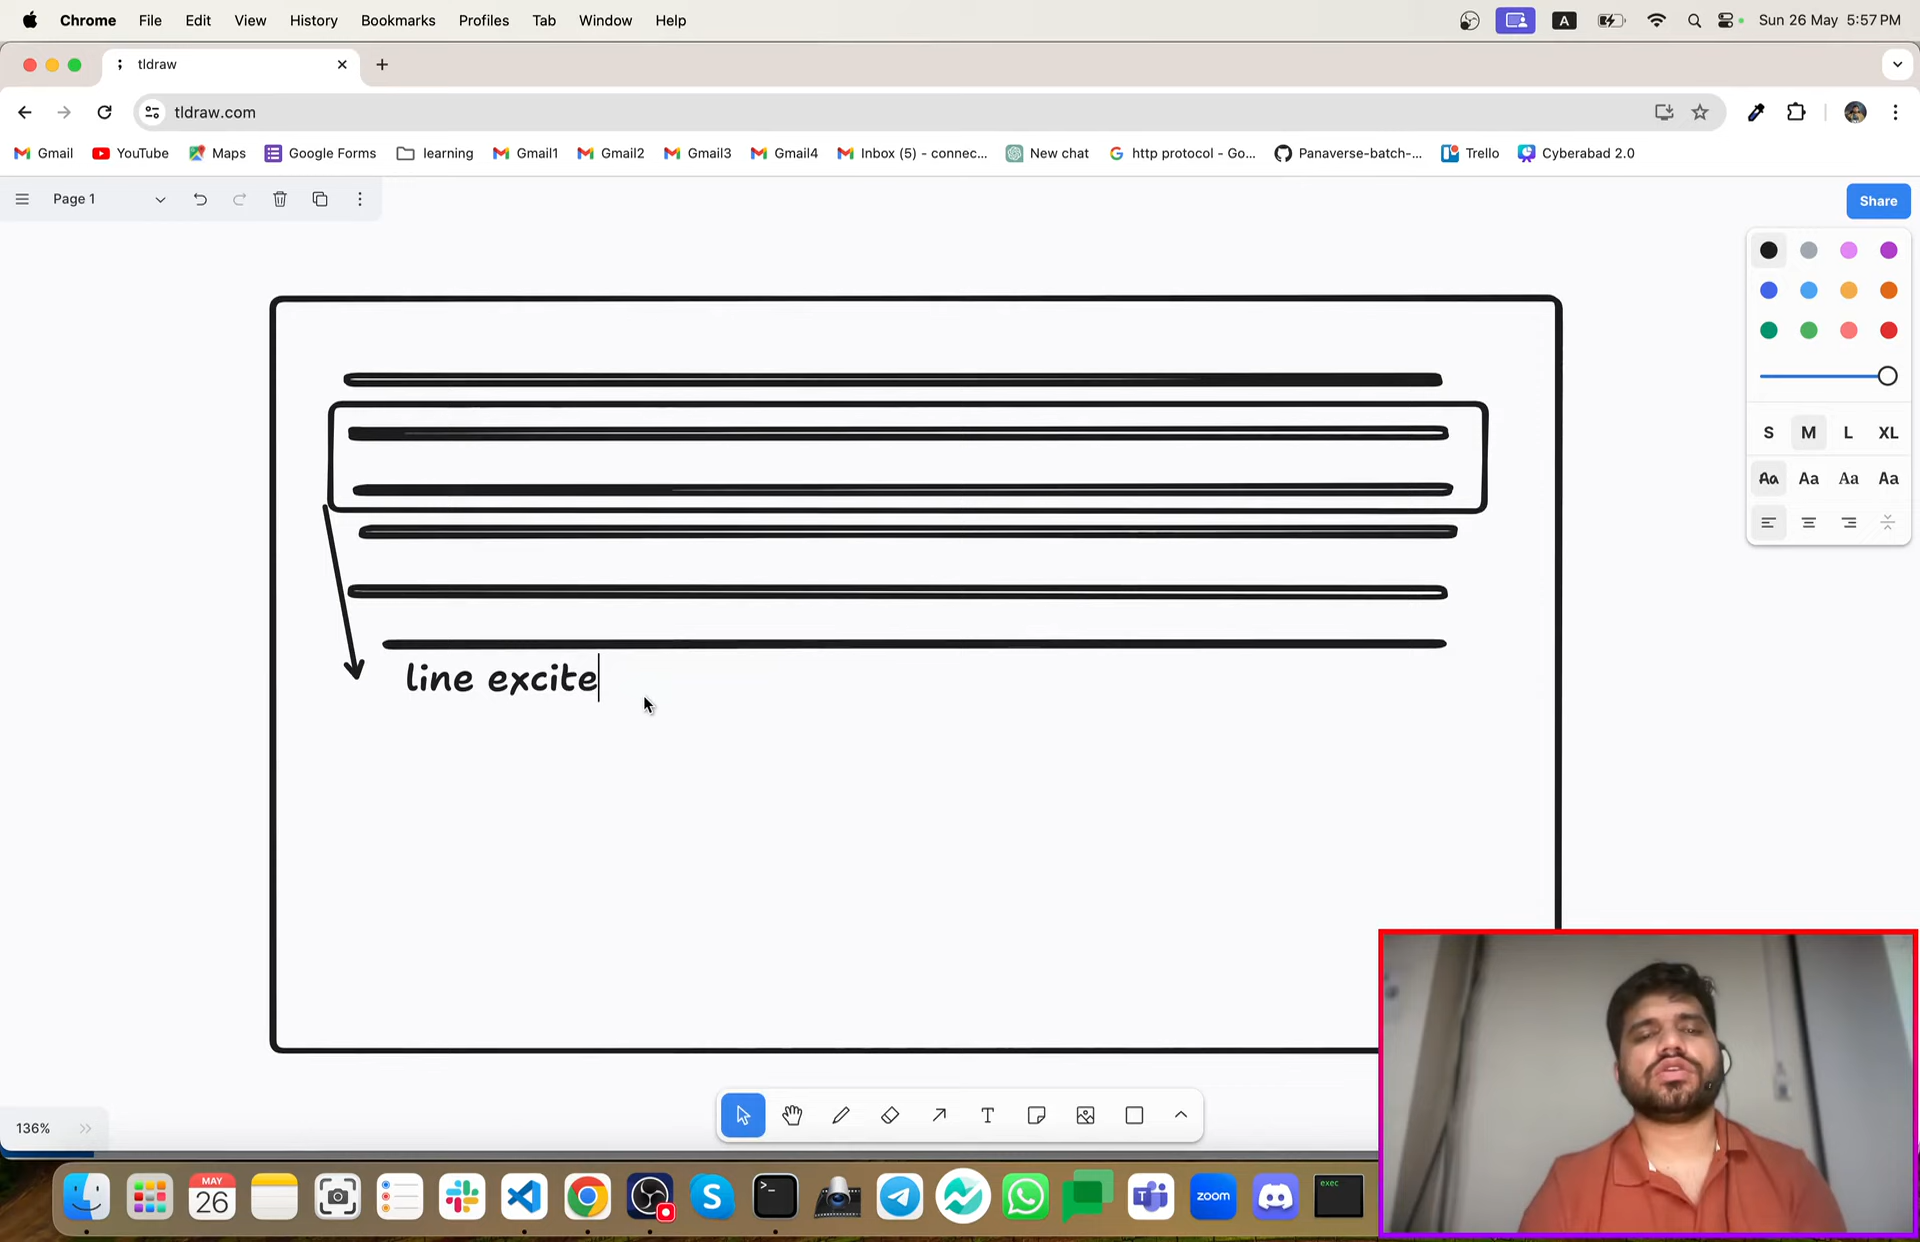 Chrome File Edit View History Bookmarks Profiles Tab Window Help
A Sun 26 May 5:57 PM
tldraw
tldraw.com
Gmail YouTube Maps Google Forms learning Gmail1 Gmail2 Gmail3 Gmail4 Inbox (5) - connec... New chat http protocol - Go... Panaverse-batch-... Trello Cyberabad 2.0
Page 1
Share
S M L XL
Aa Aa Aa Aa
line excite
T
136%
MAY
26
S
>_
T
zoom
exec